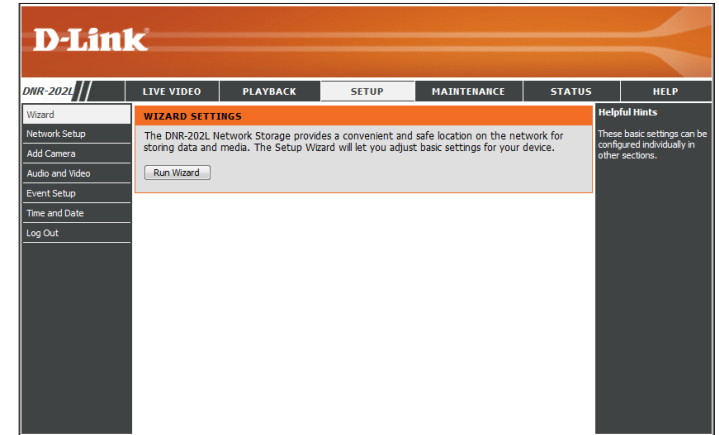 D-Link
DNR-202L
LIVE VIDEO
PLAYBACK
SETUP
MAINTENANCE
STATUS
HELP
Wizard
Network Setup
Add Camera
Audio and Video
Event Setup
Time and Date
Log Out
WIZARD SETTINGS
The DNR-202L Network Storage provides a convenient and safe location on the network for
storing data and media. The Setup Wizard will let you adjust basic settings for your device.
Run Wizard
Helpful Hints
These basic settings can be
configured individually in
other sections.